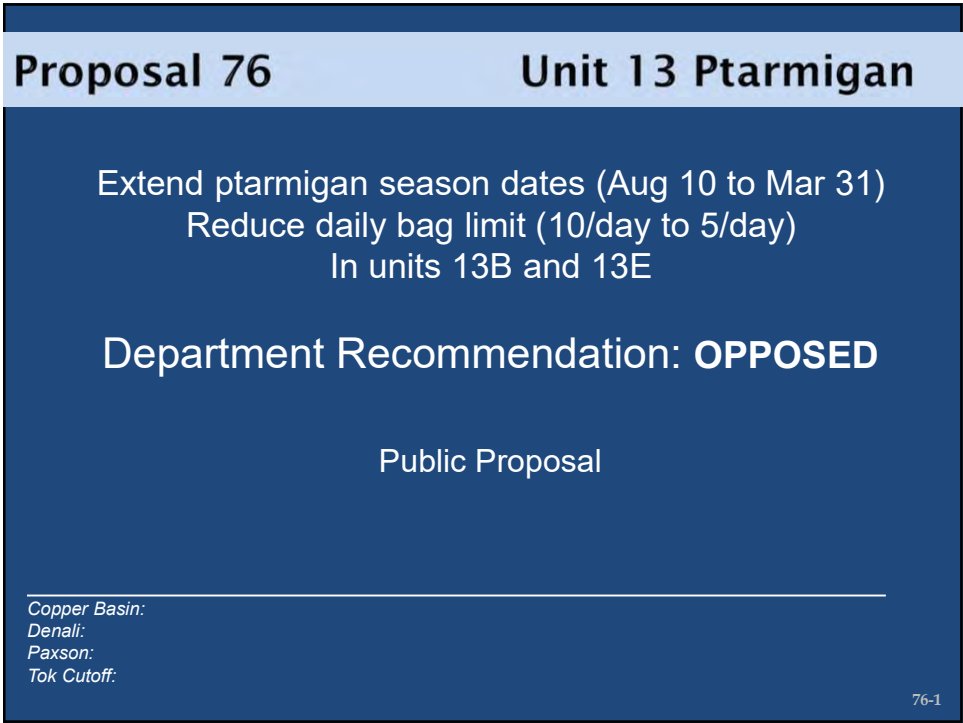 Proposal 76 Unit 13 Ptarmigan
Extend ptarmigan season dates (Aug 10 to Mar 31)
Reduce daily bag limit (10/day to 5/day)
In units 13B and 13E
Department Recommendation: OPPOSED
Public Proposal
Copper Basin:
Denali:
Paxson:
Tok Cutoff:
76-1